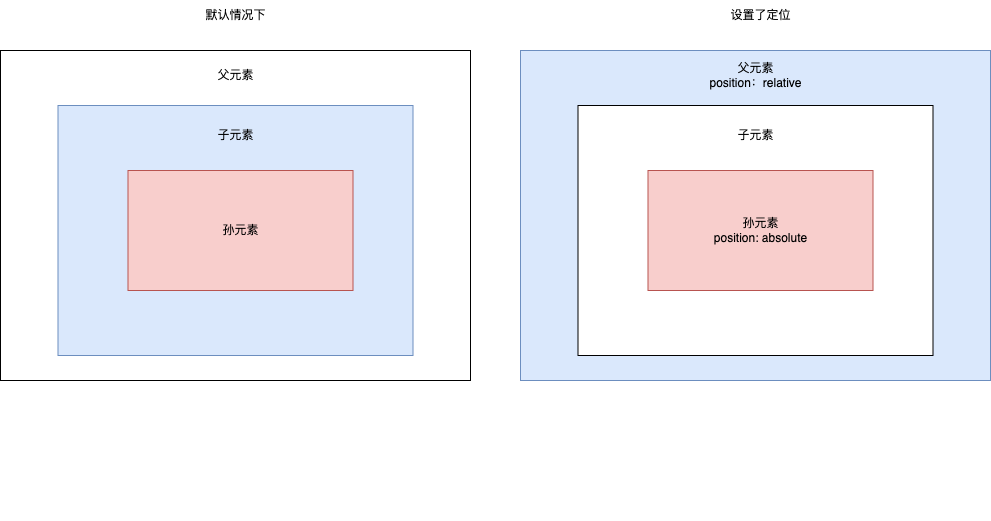 默认情况下
父元素
子元素
孙元素
设置了定位
父元素
position：relative
子元素
孙元素
position: absolute